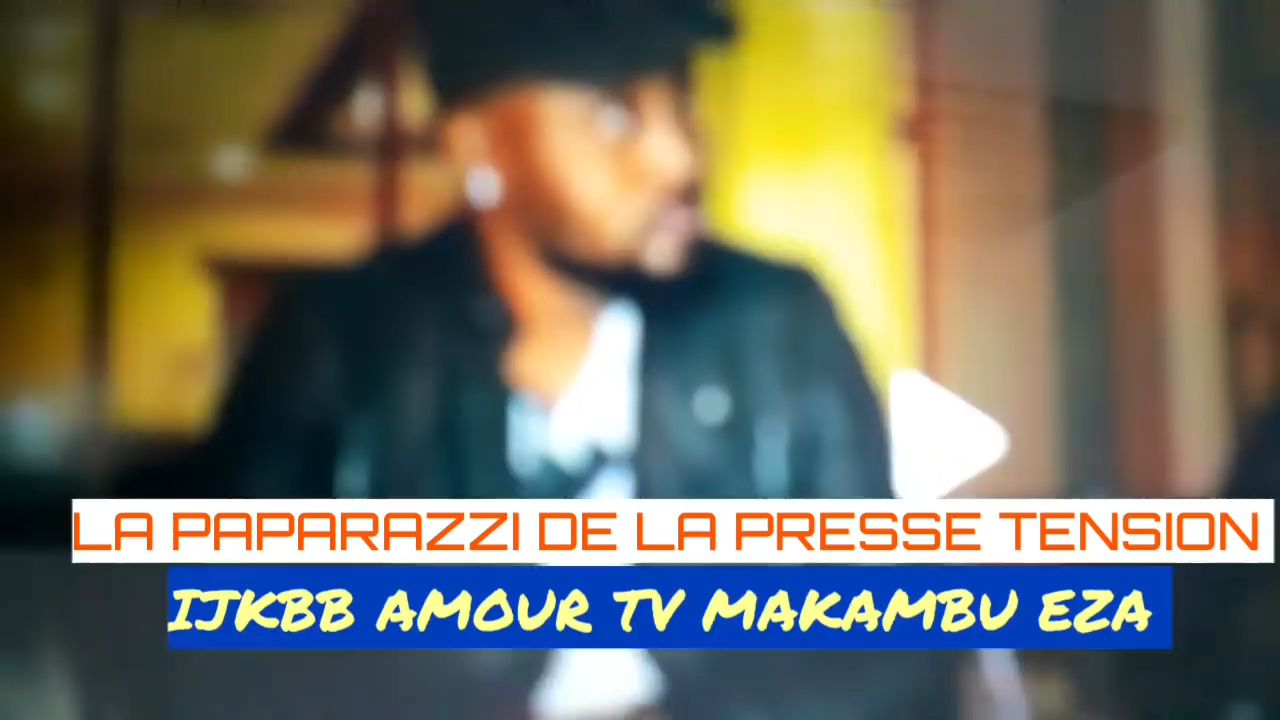 LA PAPARAZZI DE LA PRESSE TENSION
IJKBB AMOUR TV MAKAMBU EZA